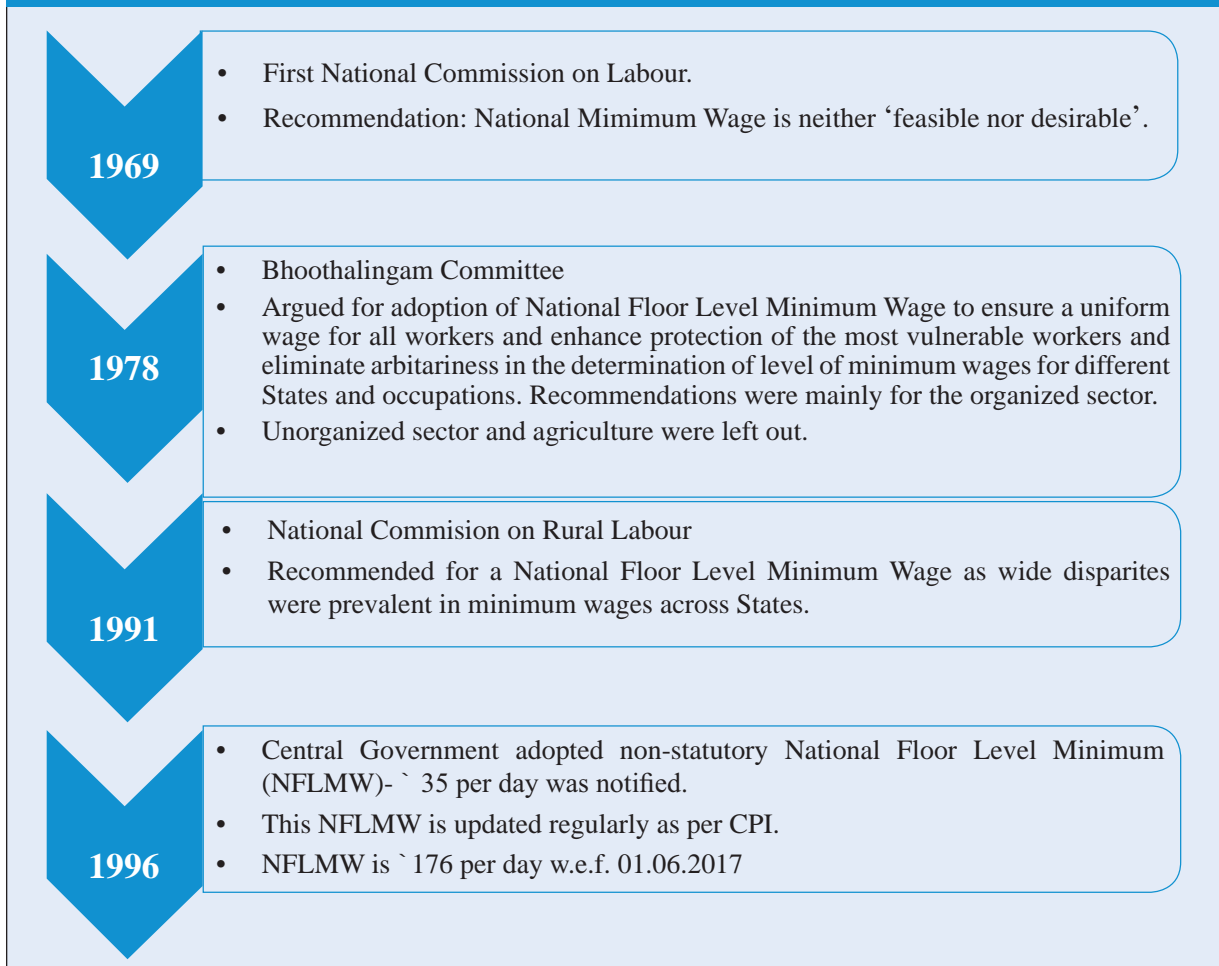 • First National Commission on Labour.
• Recommendation: National Mimimum Wage is neither ‘feasible nor desirable’.
1969
• Bhoothalingam Committee
• Argued for adoption of National Floor Level Minimum Wage to ensure a uniform
wage for all workers and enhance protection of the most vulnerable workers and
eliminate arbitariness in the determination of level of minimum wages for different
States and occupations. Recommendations were mainly for the organized sector.
• Unorganized sector and agriculture were left out.
1978
• National Commision on Rural Labour
• Recommended for a National Floor Level Minimum Wage as wide disparites
were prevalent in minimum wages across States.
1991
• Central Government adopted non-statutory National Floor Level Minimum
(NFLMW)- ` 35 per day was notified.
• This NFLMW is updated regularly as per CPI.
• NFLMW is ` 176 per day w.e.f. 01.06.2017
1996